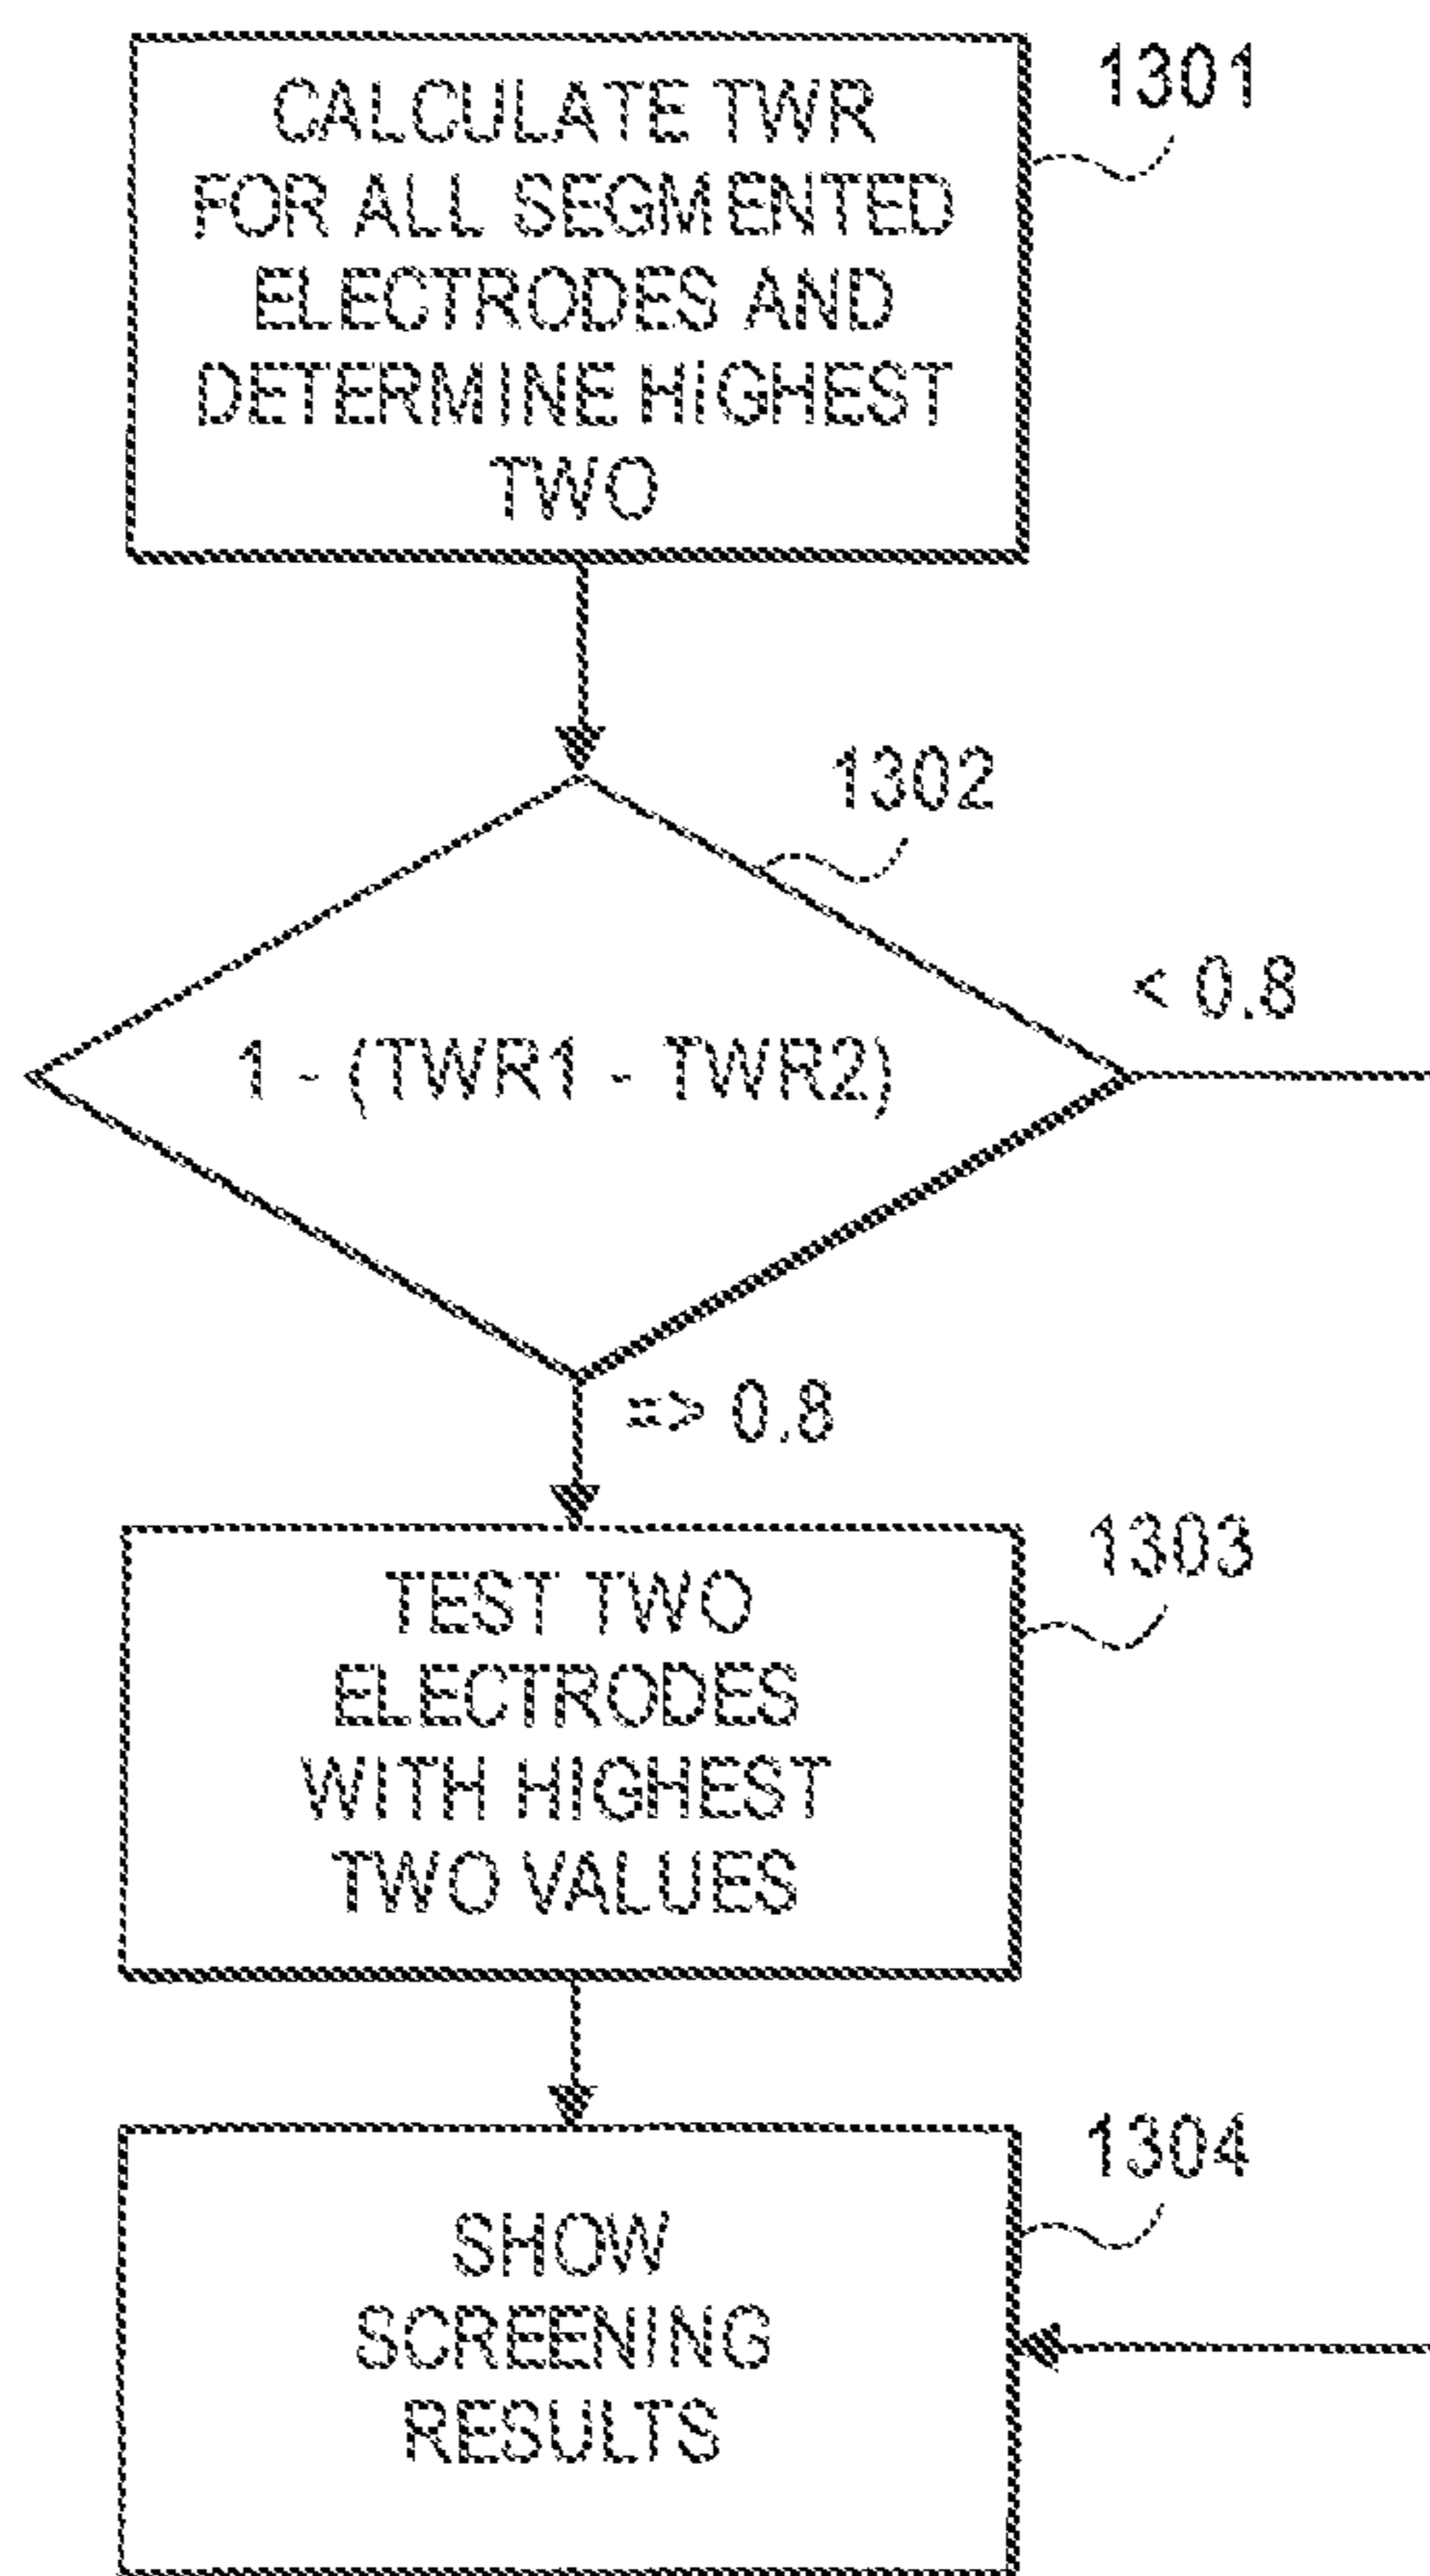 CALCULATE TWR
FOR ALL SEGMENTED
ELECTRODES AND
DETERMINE HIGHEST
TWO
1301
1302
1 - (TWR1 - TWR2)
< 0.8
=> 0.8
TEST TWO
ELECTRODES
WITH HIGHEST
TWO VALUES
1303
SHOW
SCREENING
RESULTS
1304